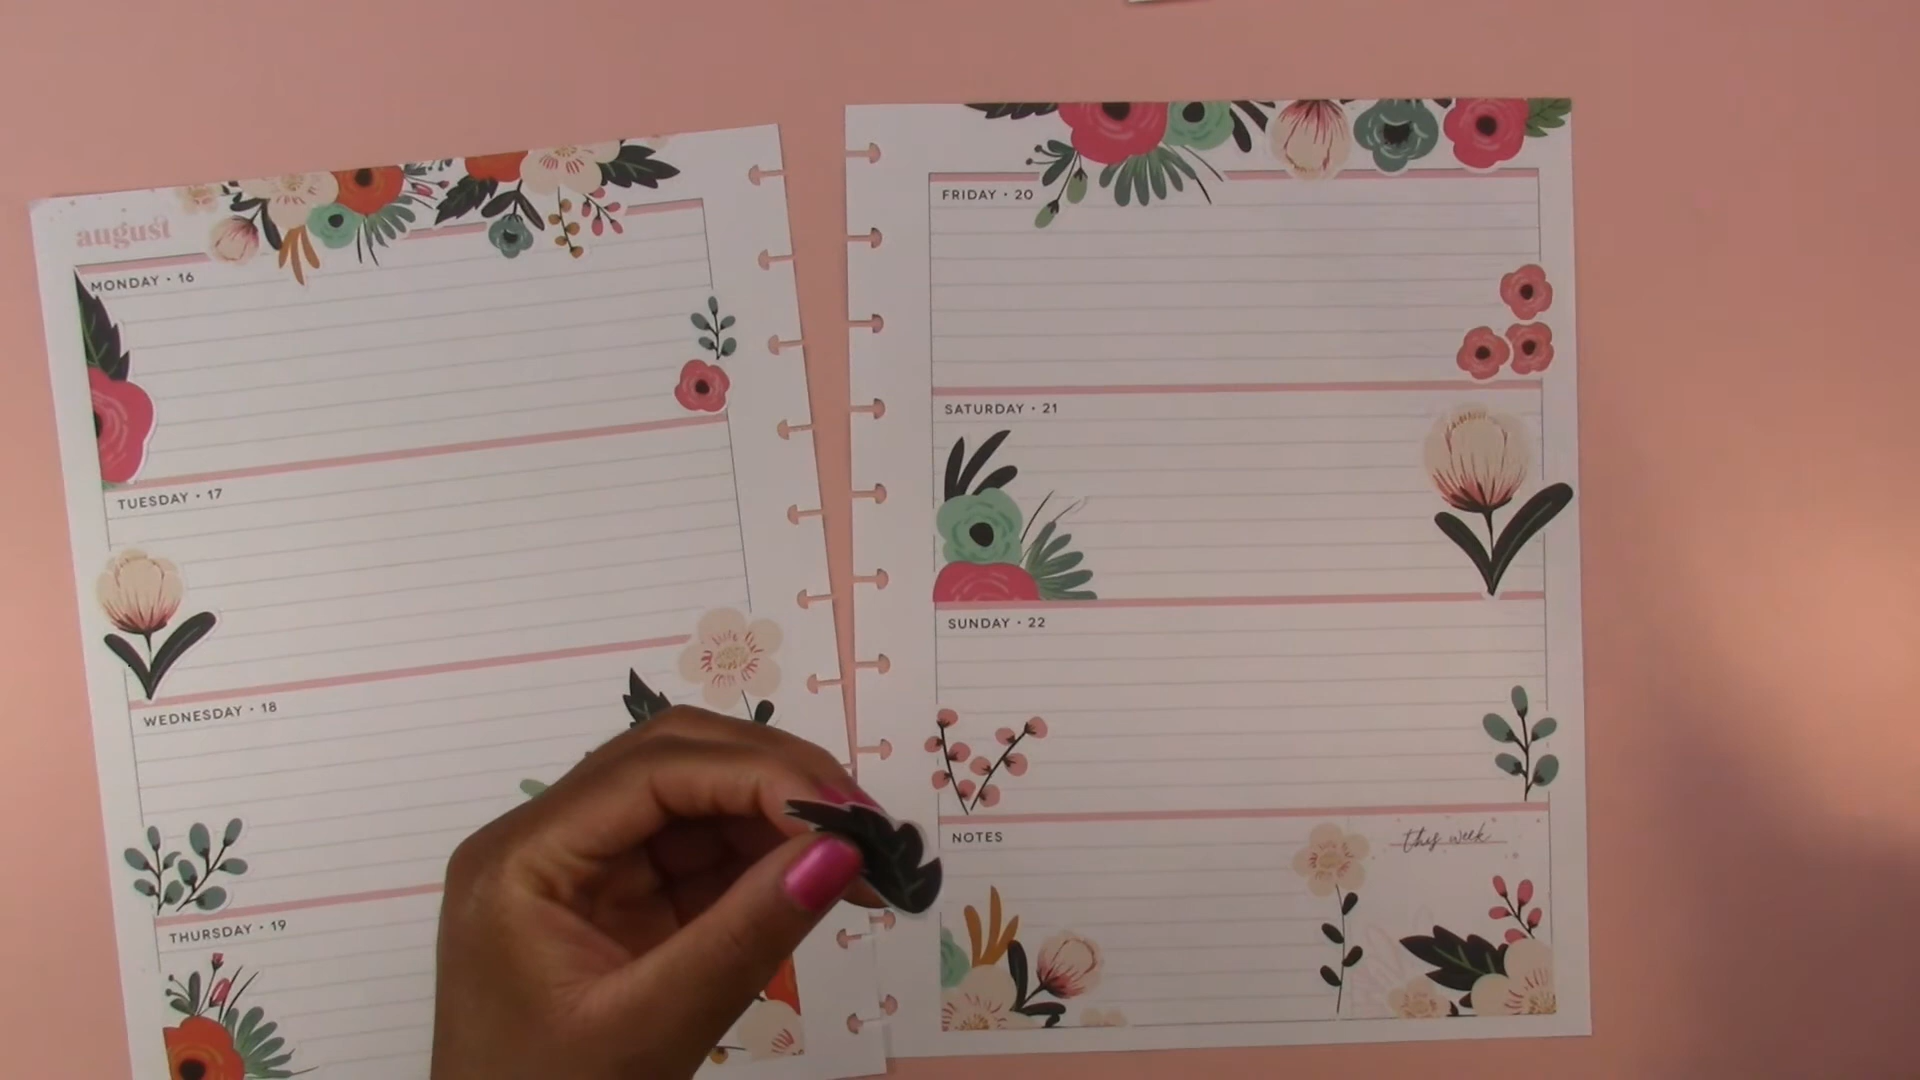 august
MONDAY • 16
TUESDAY • 17
WEDNESDAY • 18
THURSDAY • 19
FRIDAY • 20
SATURDAY • 21
SUNDAY • 22
NOTES
this week